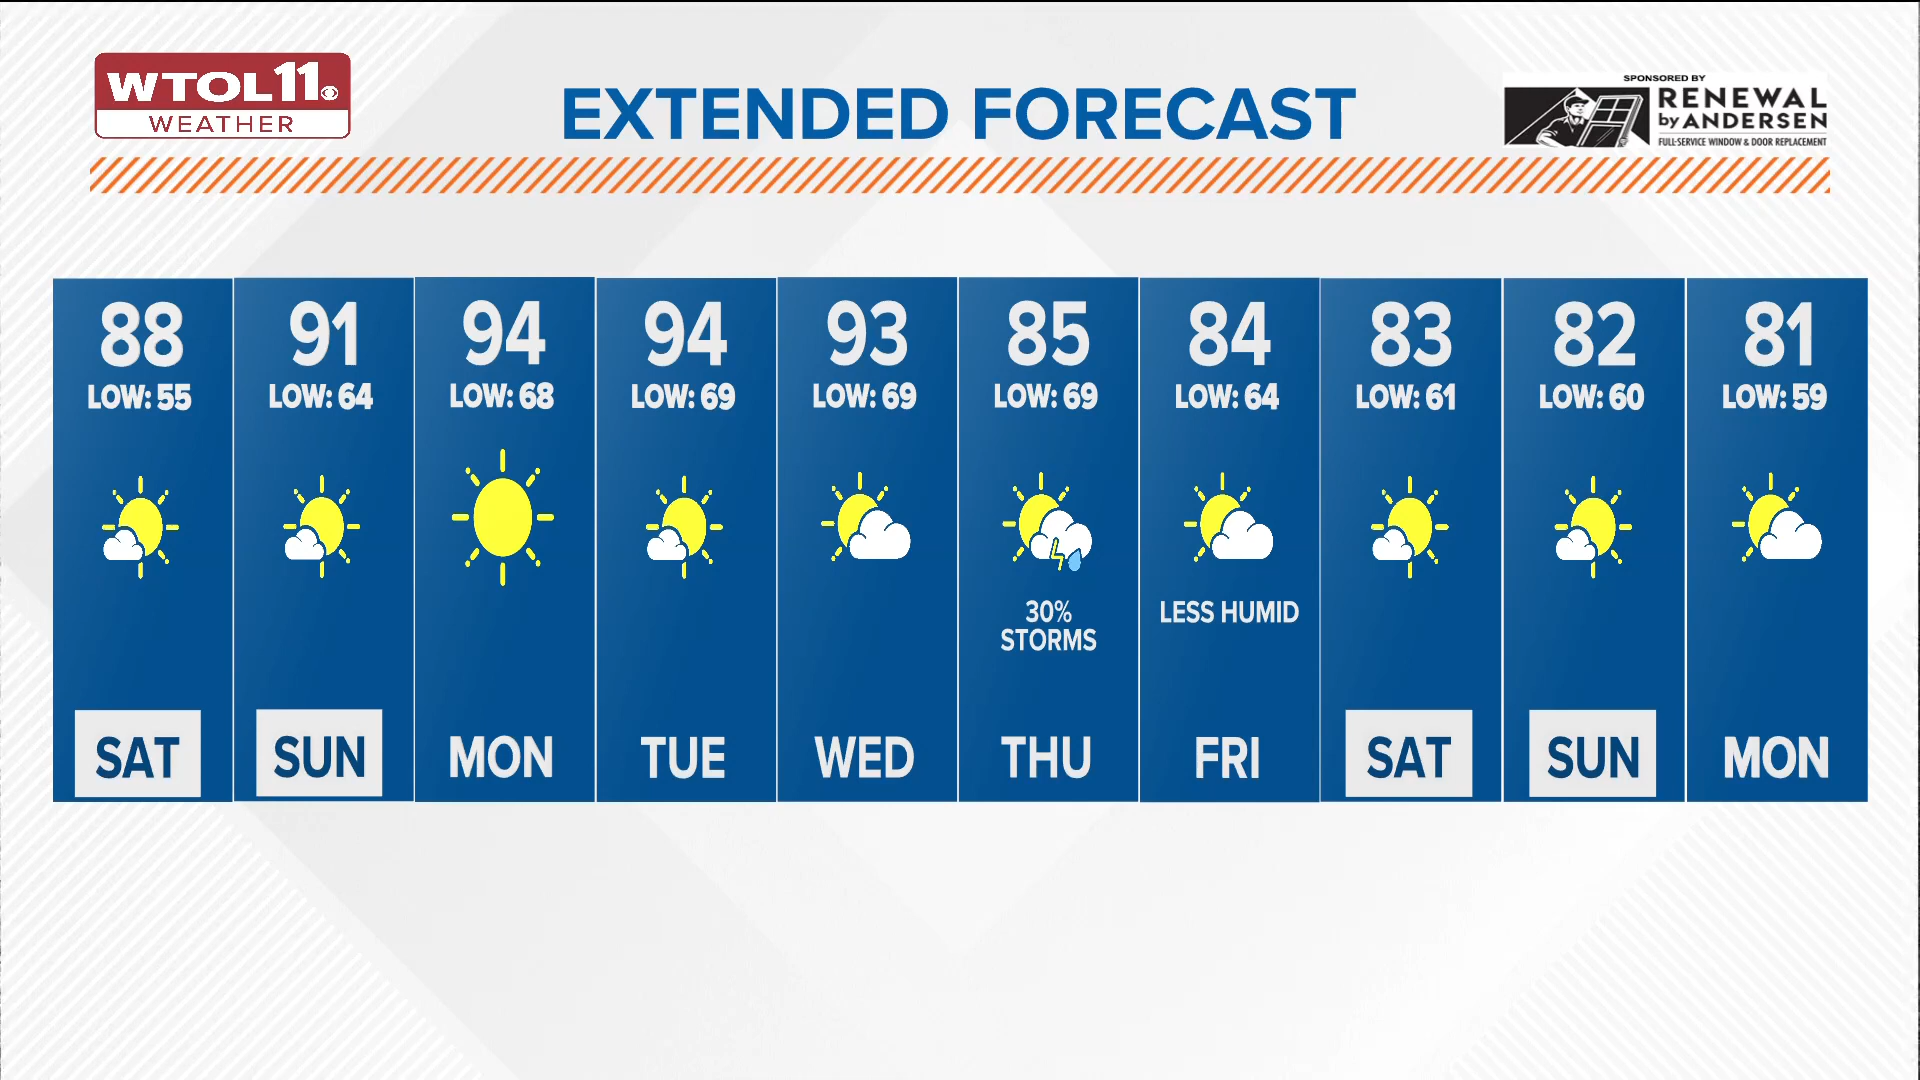 WTOL 11
WEATHER
EXTENDED FORECAST
SPONSORED BY
RENEWAL
by ANDERSEN
FULL-SERVICE WINDOW & DOOR REPLACEMENT
88
LOW: 55
SAT
91
LOW: 64
SUN
94
LOW: 68
MON
94
LOW: 69
TUE
93
LOW: 69
WED
85
LOW: 69
30%
STORMS
THU
84
LOW: 64
LESS HUMID
FRI
83
LOW: 61
SAT
82
LOW: 60
SUN
81
LOW: 59
MON